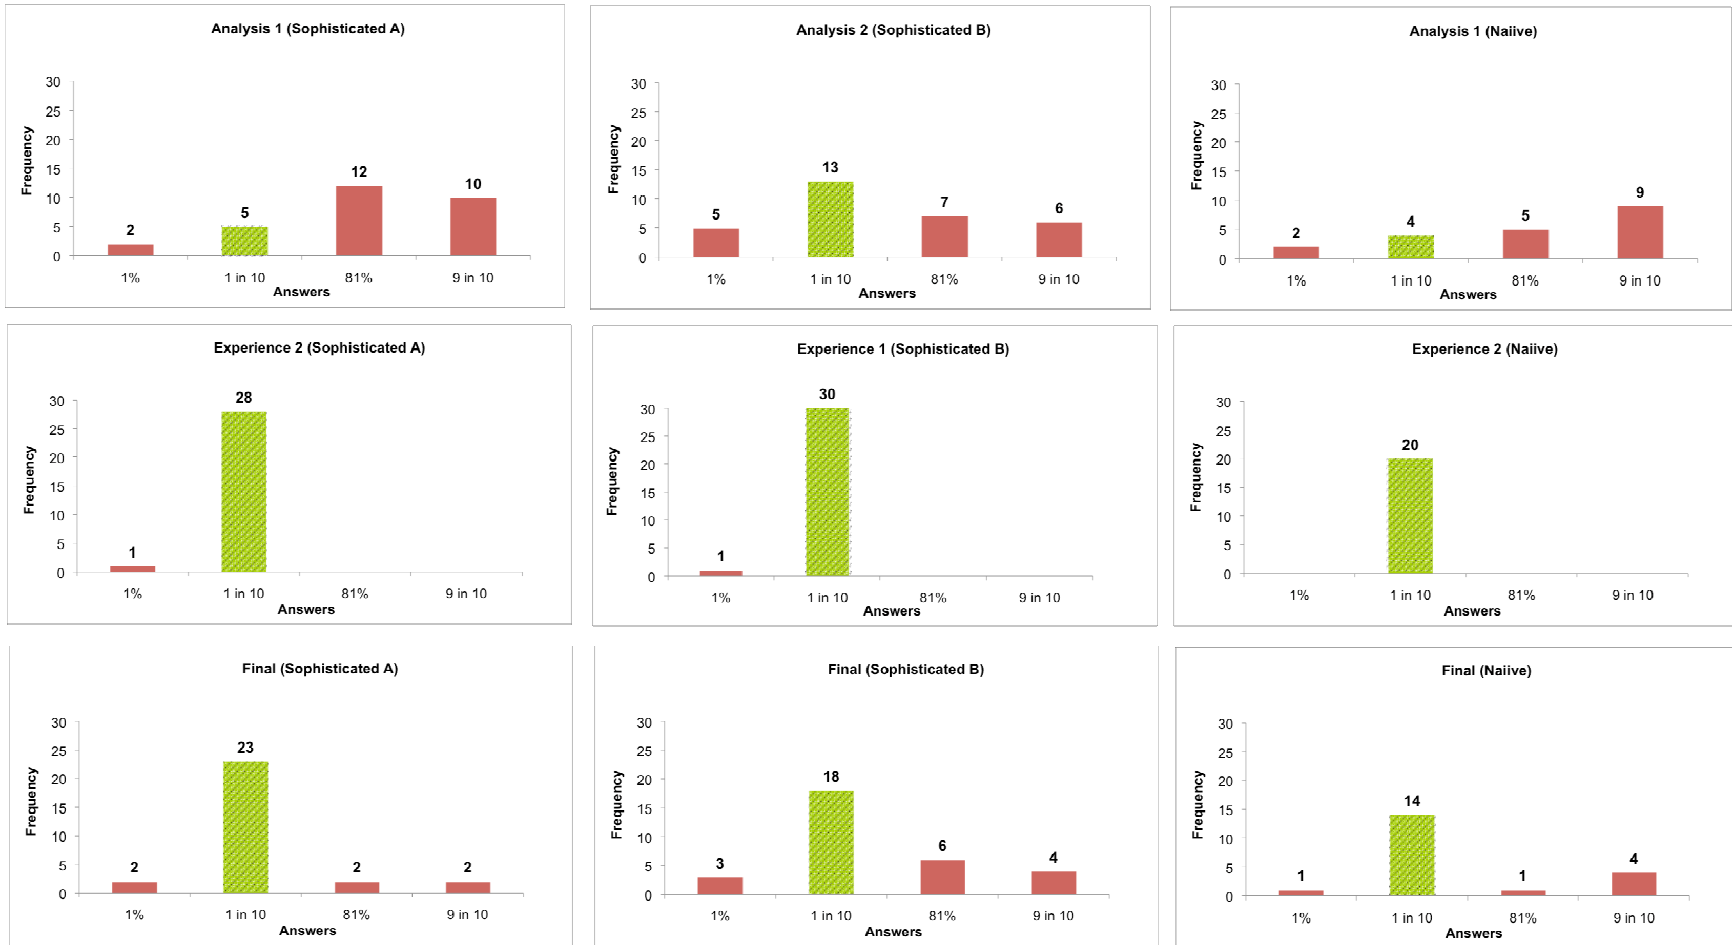 Analysis 1 (Sophisticated A)
30
25
20
15
10
5
0
Frequency
2
5
12
10
1%
1 in 10
81%
9 in 10
Answers
Analysis 2 (Sophisticated B)
30
25
20
15
10
5
0
Frequency
5
13
7
6
1%
1 in 10
81%
9 in 10
Answers
Analysis 1 (Naiive)
30
25
20
15
10
5
0
Frequency
2
4
5
9
1%
1 in 10
81%
9 in 10
Answers
Experience 2 (Sophisticated A)
30
25
20
15
10
5
0
Frequency
1
28
1%
1 in 10
81%
9 in 10
Answers
Experience 1 (Sophisticated B)
30
25
20
15
10
5
0
Frequency
1
30
1%
1 in 10
81%
9 in 10
Answers
Experience 2 (Naiive)
30
25
20
15
10
5
0
Frequency
20
1%
1 in 10
81%
9 in 10
Answers
Final (Sophisticated A)
30
25
20
15
10
5
0
Frequency
2
23
2
2
1%
1 in 10
81%
9 in 10
Answers
Final (Sophisticated B)
30
25
20
15
10
5
0
Frequency
3
18
6
4
1%
1 in 10
81%
9 in 10
Answers
Final (Naiive)
30
25
20
15
10
5
0
Frequency
1
14
1
4
1%
1 in 10
81%
9 in 10
Answers